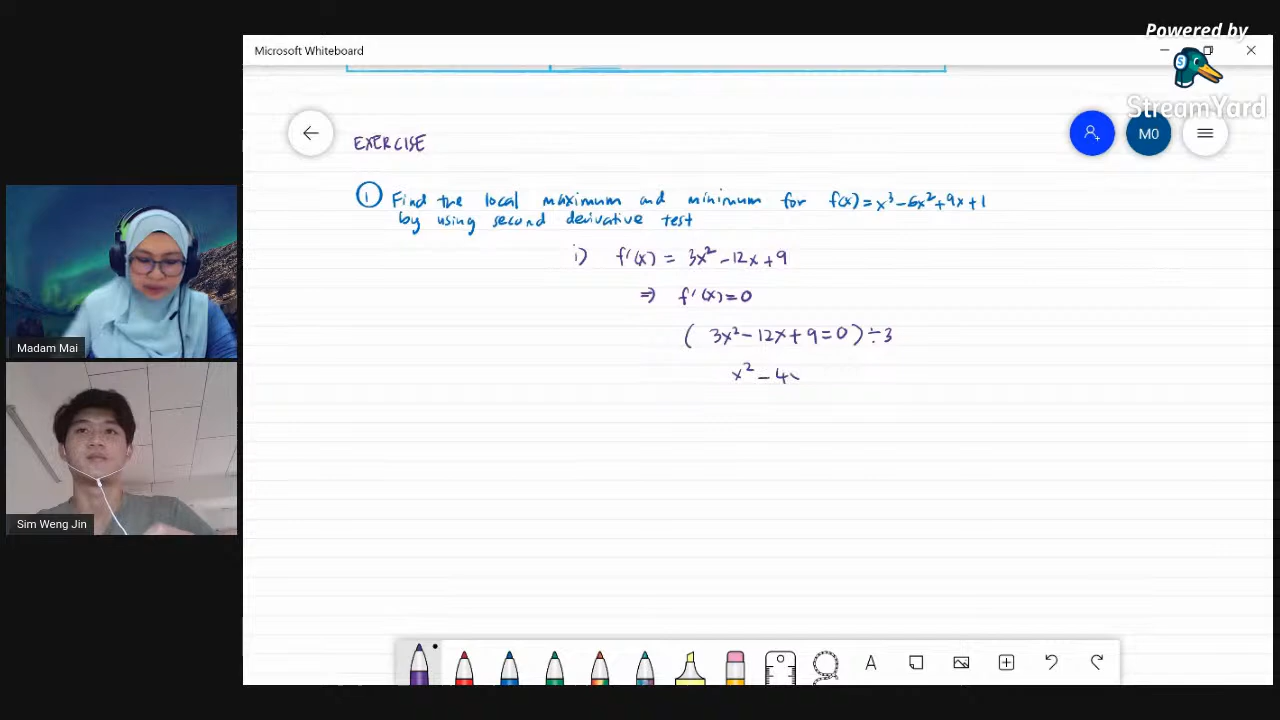 Powered by
StreamYard
Microsoft Whiteboard
M0
EXERCISE
① Find the local maximum and minimum for f(x) = x³ - 6x² + 9x + 1
by using second derivative test
i) f'(x) = 3x² - 12x + 9
⇒ f'(x) = 0
( 3x² - 12x + 9 = 0 ) ÷ 3
x² - 4x
Madam Mai
Sim Weng Jin
S
A